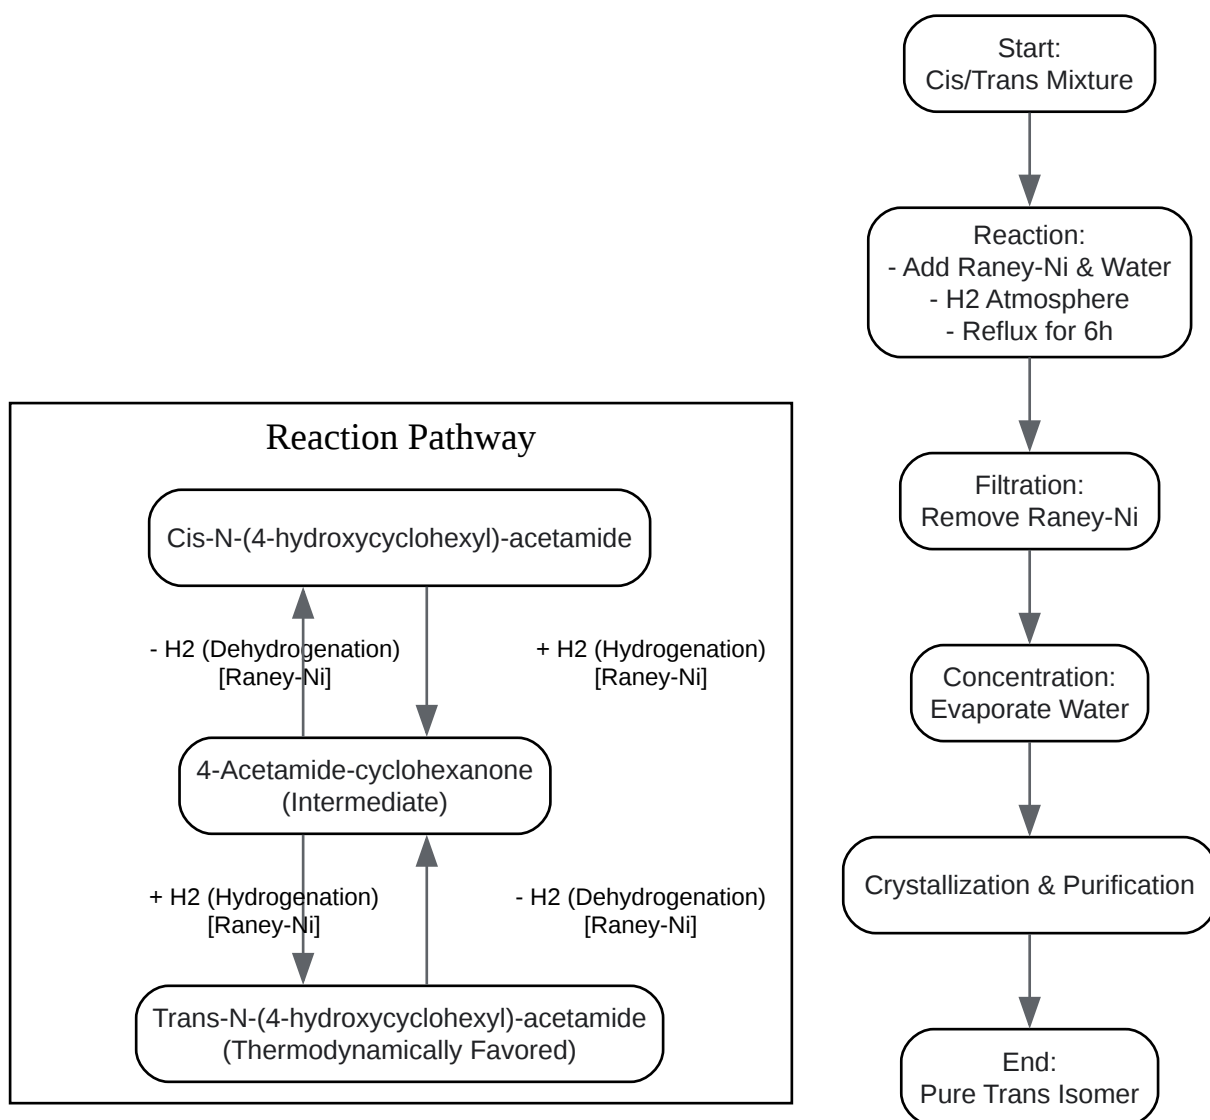 Start:
Cis/Trans Mixture
Reaction:
- Add Raney-Ni & Water
- H2 Atmosphere
- Reflux for 6h
Filtration:
Remove Raney-Ni
Concentration:
Evaporate Water
Crystallization & Purification
End:
Pure Trans Isomer
Reaction Pathway
Cis-N-(4-hydroxycyclohexyl)-acetamide
- H2 (Dehydrogenation)
[Raney-Ni]
+ H2 (Hydrogenation)
[Raney-Ni]
4-Acetamide-cyclohexanone
(Intermediate)
+ H2 (Hydrogenation)
[Raney-Ni]
- H2 (Dehydrogenation)
[Raney-Ni]
Trans-N-(4-hydroxycyclohexyl)-acetamide
(Thermodynamically Favored)